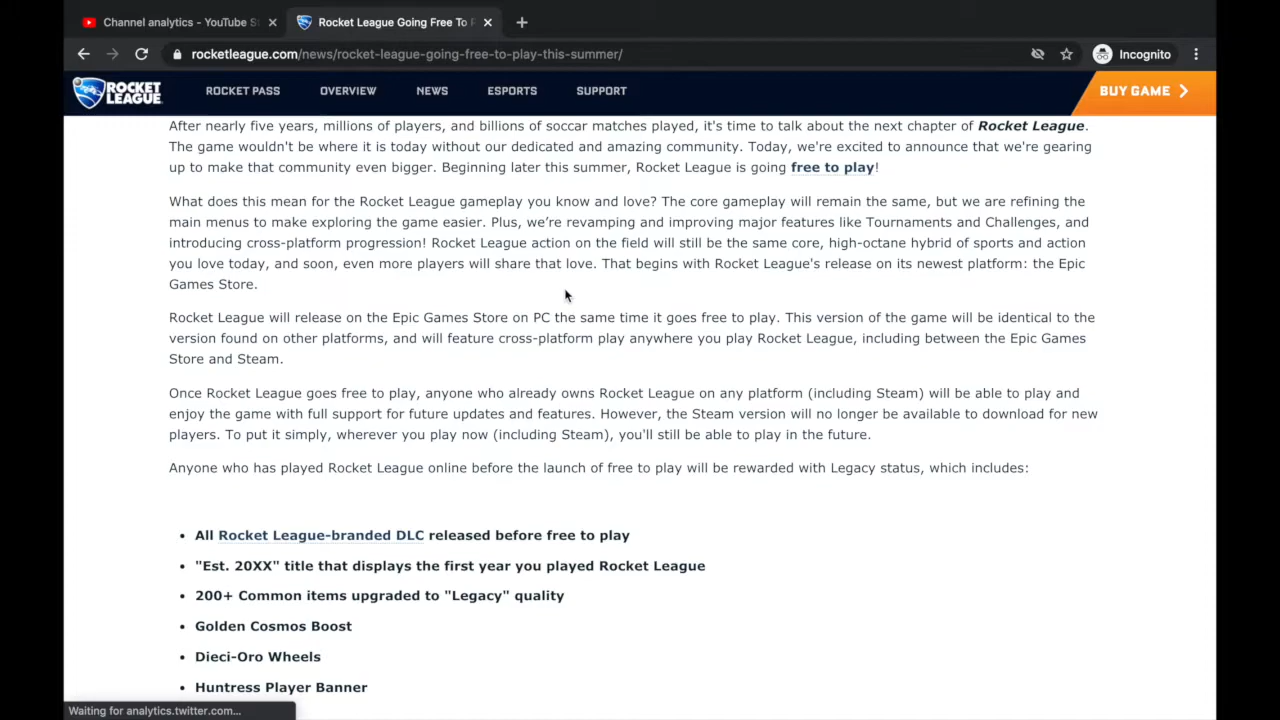 Channel analytics - YouTube S
Rocket League Going Free To P
rocketleague.com/news/rocket-league-going-free-to-play-this-summer/
Incognito
ROCKET LEAGUE
ROCKET PASS
OVERVIEW
NEWS
ESPORTS
SUPPORT
BUY GAME
After nearly five years, millions of players, and billions of soccar matches played, it's time to talk about the next chapter of Rocket League.
The game wouldn't be where it is today without our dedicated and amazing community. Today, we're excited to announce that we're gearing
up to make that community even bigger. Beginning later this summer, Rocket League is going free to play!
What does this mean for the Rocket League gameplay you know and love? The core gameplay will remain the same, but we are refining the
main menus to make exploring the game easier. Plus, we're revamping and improving major features like Tournaments and Challenges, and
introducing cross-platform progression! Rocket League action on the field will still be the same core, high-octane hybrid of sports and action
you love today, and soon, even more players will share that love. That begins with Rocket League's release on its newest platform: the Epic
Games Store.
Rocket League will release on the Epic Games Store on PC the same time it goes free to play. This version of the game will be identical to the
version found on other platforms, and will feature cross-platform play anywhere you play Rocket League, including between the Epic Games
Store and Steam.
Once Rocket League goes free to play, anyone who already owns Rocket League on any platform (including Steam) will be able to play and
enjoy the game with full support for future updates and features. However, the Steam version will no longer be available to download for new
players. To put it simply, wherever you play now (including Steam), you'll still be able to play in the future.
Anyone who has played Rocket League online before the launch of free to play will be rewarded with Legacy status, which includes:
• All Rocket League-branded DLC released before free to play
• "Est. 20XX" title that displays the first year you played Rocket League
• 200+ Common items upgraded to "Legacy" quality
• Golden Cosmos Boost
• Dieci-Oro Wheels
• Huntress Player Banner
Waiting for analytics.twitter.com...